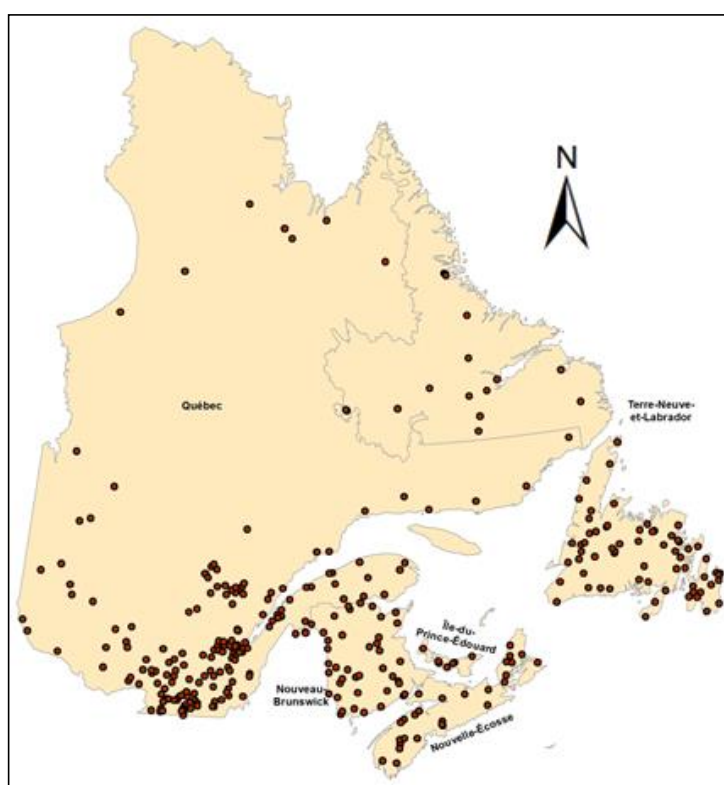 N
Québec
Terre-Neuve-
et-Labrador
Île-du-
Prince-Édouard
Nouveau-
Brunswick
Nouvelle-Écosse